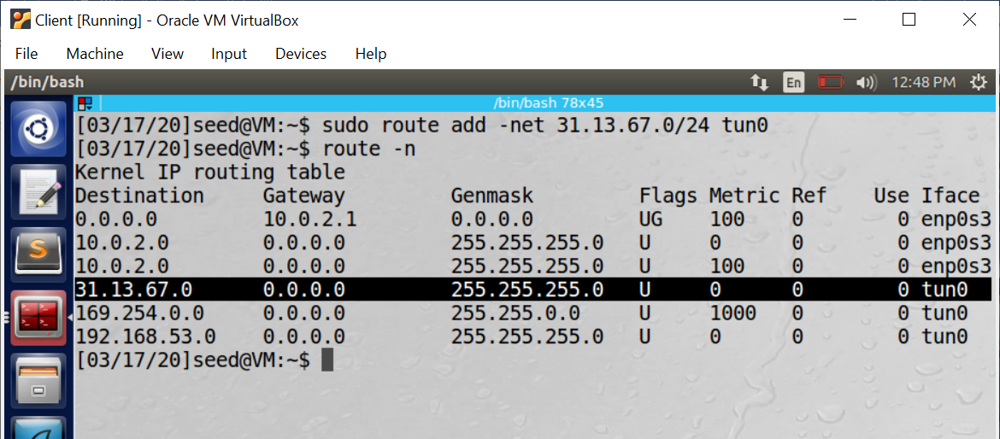 Client [Running] - Oracle VM VirtualBox
File Machine View Input Devices Help
/bin/bash En 12:48 PM
/bin/bash 78x45
[03/17/20]seed@VM:~$ sudo route add -net 31.13.67.0/24 tun0
[03/17/20]seed@VM:~$ route -n
Kernel IP routing table
Destination Gateway Genmask Flags Metric Ref Use Iface
0.0.0.0 10.0.2.1 0.0.0.0 UG 100 0 0 enp0s3
10.0.2.0 0.0.0.0 255.255.255.0 U 0 0 0 enp0s3
10.0.2.0 0.0.0.0 255.255.255.0 U 100 0 0 enp0s3
31.13.67.0 0.0.0.0 255.255.255.0 U 0 0 0 tun0
169.254.0.0 0.0.0.0 255.255.0.0 U 1000 0 0 tun0
192.168.53.0 0.0.0.0 255.255.255.0 U 0 0 0 tun0
[03/17/20]seed@VM:~$